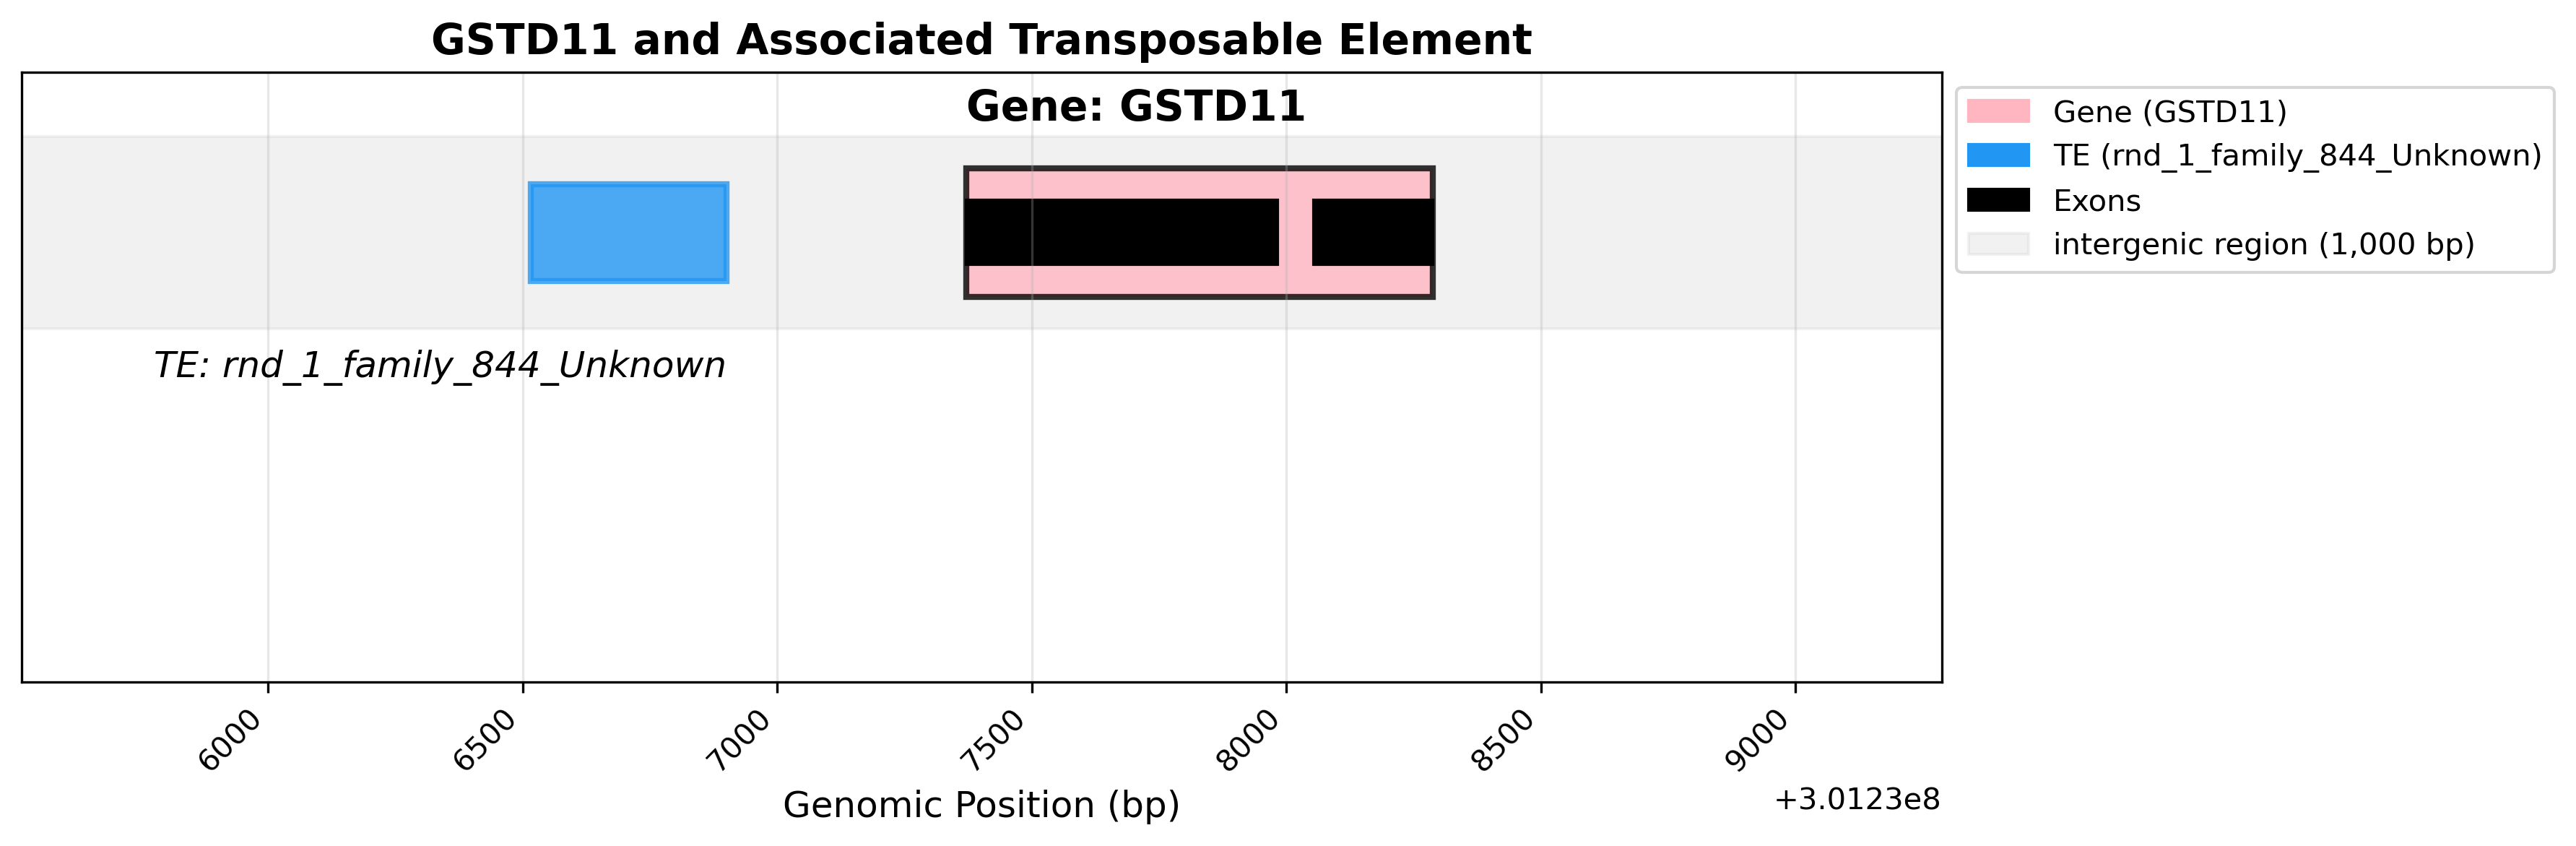 GSTD11 and Associated Transposable Element
Gene: GSTD11
Gene (GSTD11)
TE (rnd_1_family_844_Unknown)
Exons
intergenic region (1,000 bp)
TE: rnd_1_family_844_Unknown
6000
6500
7000
7500
8000
8500
9000
+3.0123e8
Genomic Position (bp)